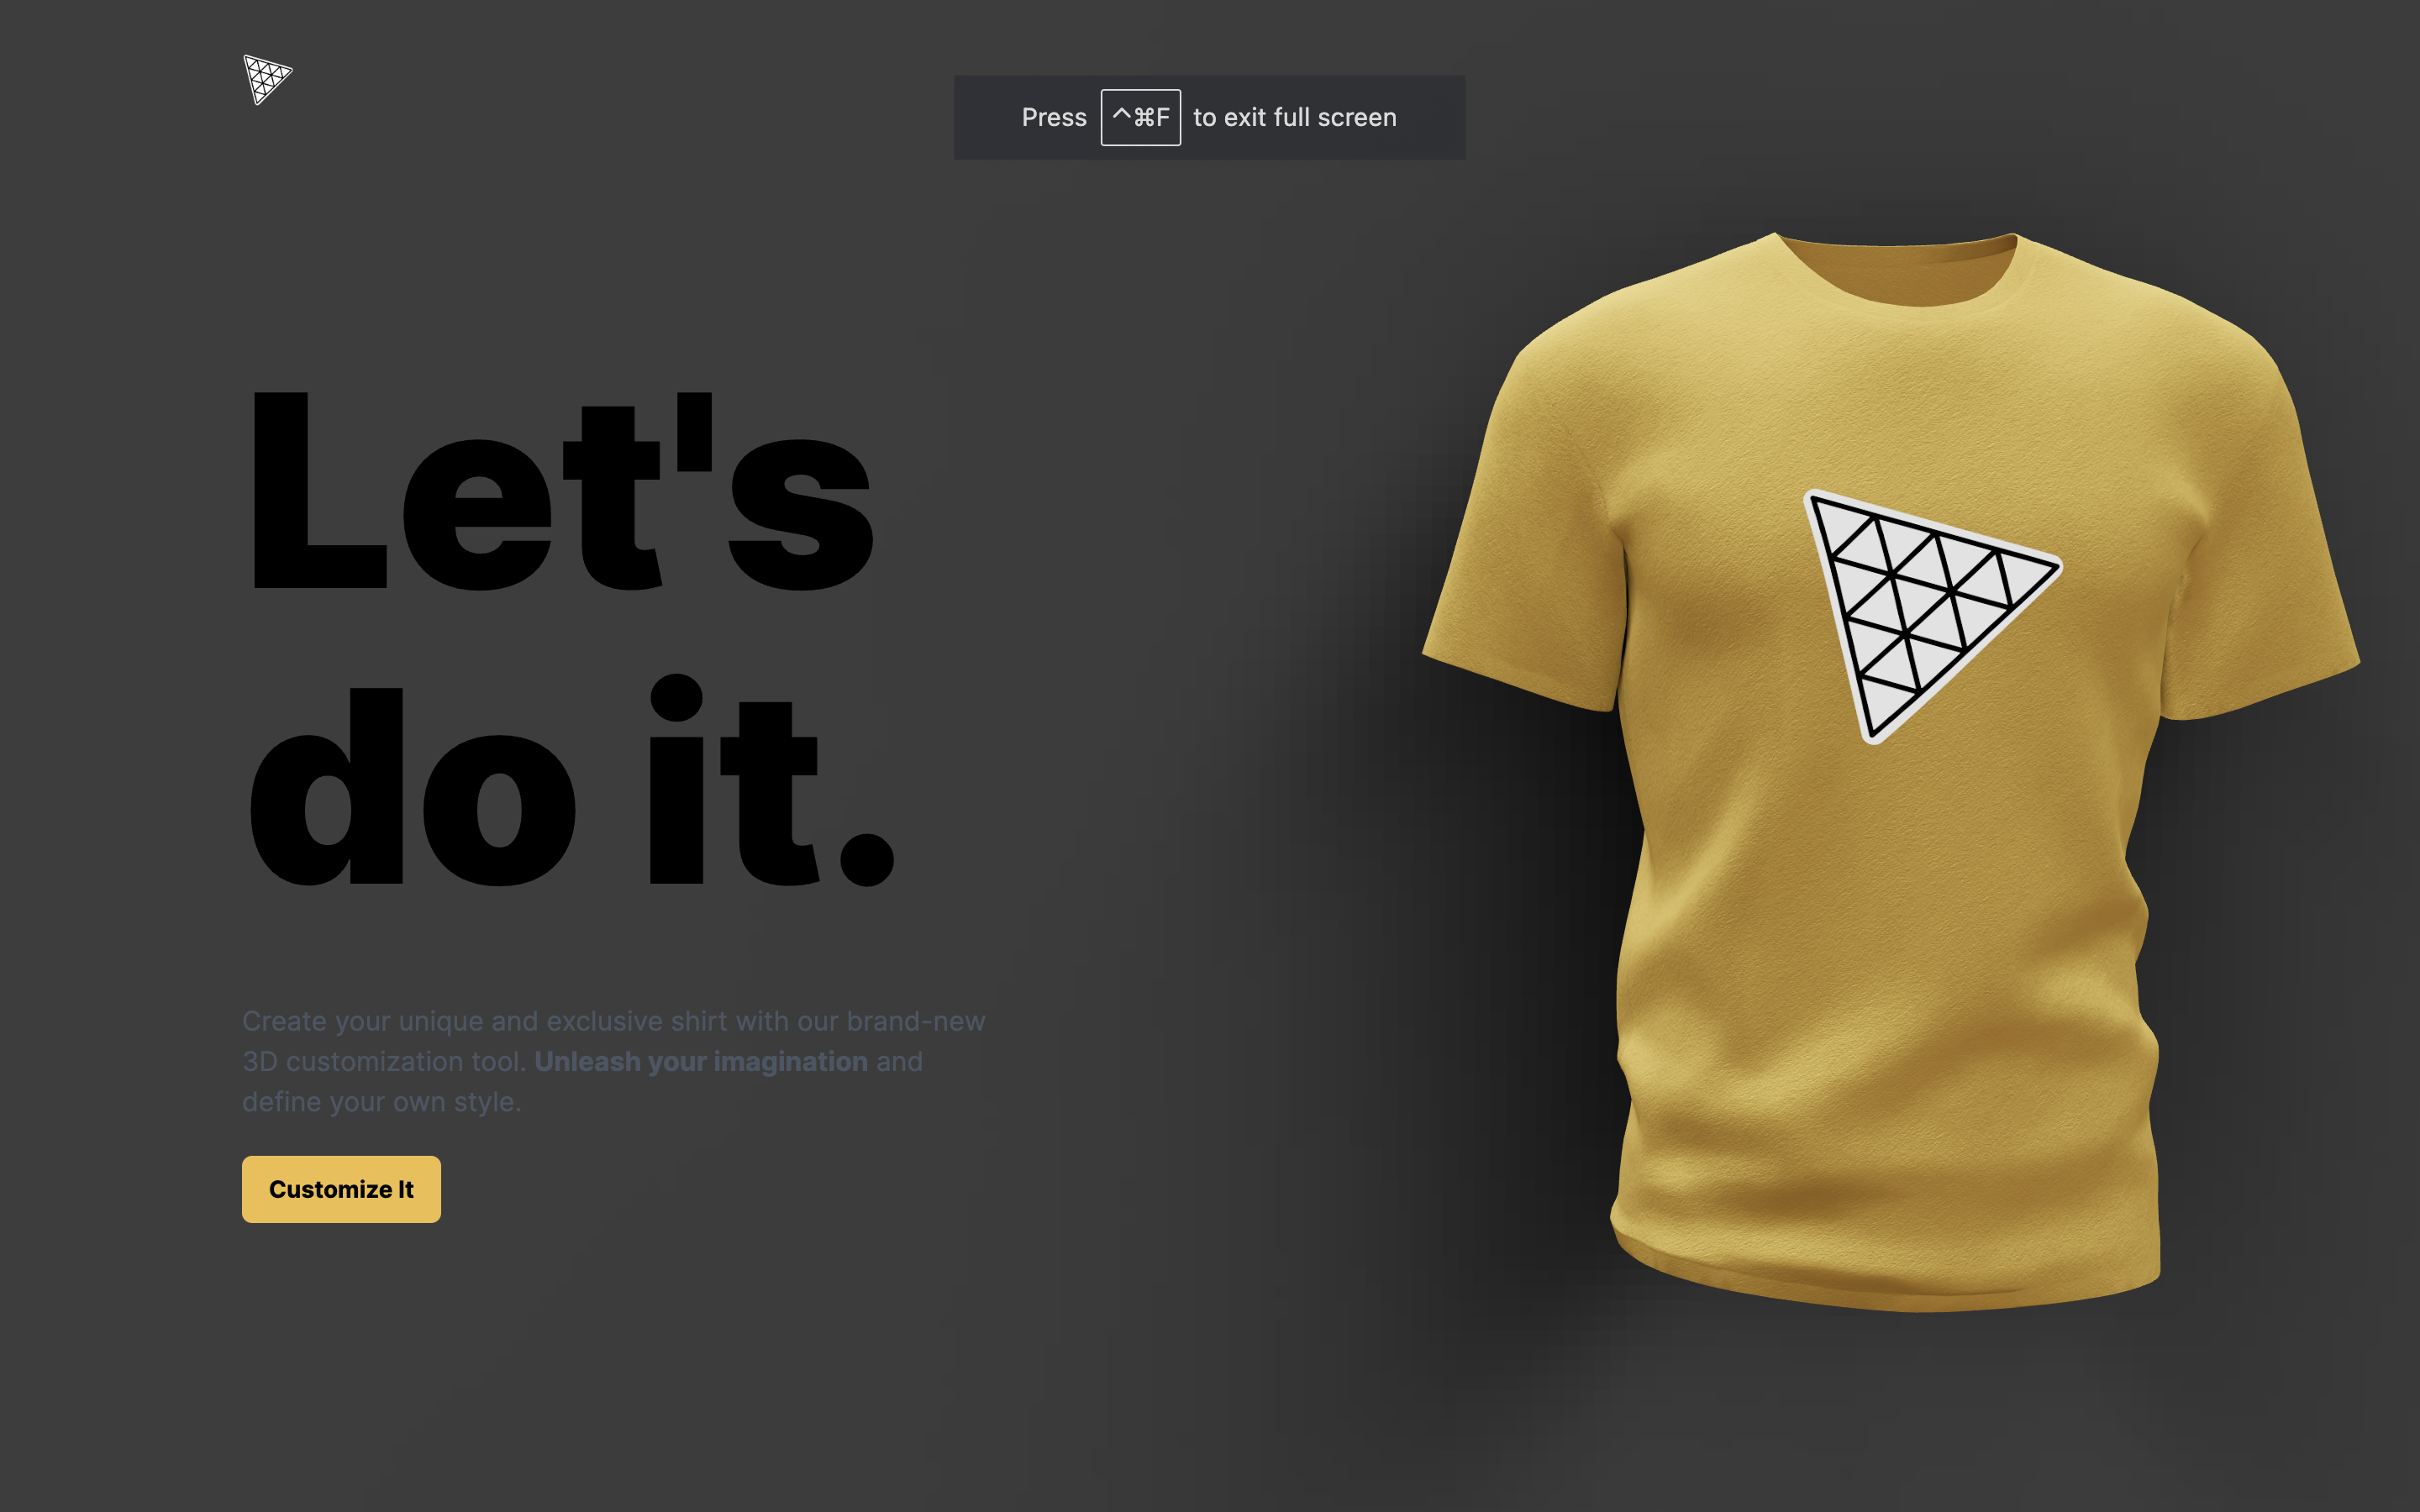 Press ^⌘F to exit full screen
Let's
do it.
Create your unique and exclusive shirt with our brand-new
3D customization tool. Unleash your imagination and
define your own style.
Customize It